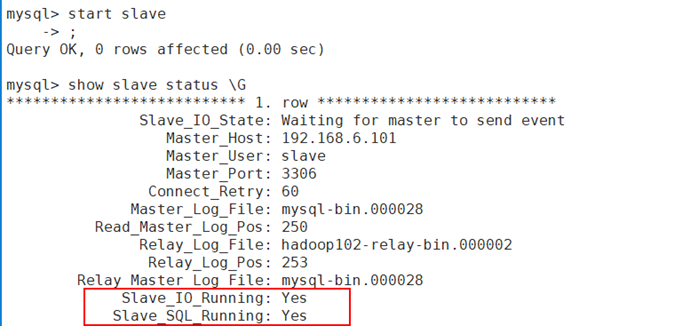 mysql> start slave
    -> ;
Query OK, 0 rows affected (0.00 sec)
mysql> show slave status \G
*************************** 1. row ***************************
Slave_IO_State: Waiting for master to send event
Master_Host: 192.168.6.101
Master_User: slave
Master_Port: 3306
Connect_Retry: 60
Master_Log_File: mysql-bin.000028
Read_Master_Log_Pos: 250
Relay_Log_File: hadoop102-relay-bin.000002
Relay_Log_Pos: 253
Relay_Master_Log_File: mysql-bin.000028
Slave_IO_Running: Yes
Slave_SQL_Running: Yes